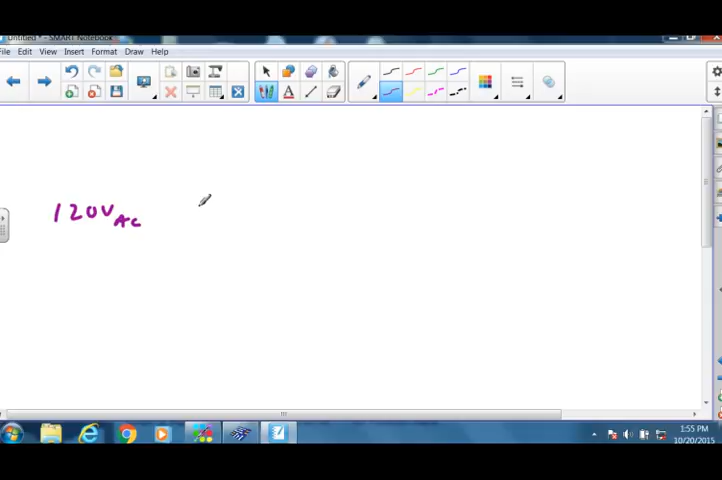 Untitled * - SMART Notebook
File Edit View Insert Format Draw Help
120VAC
1:55 PM
10/20/2015